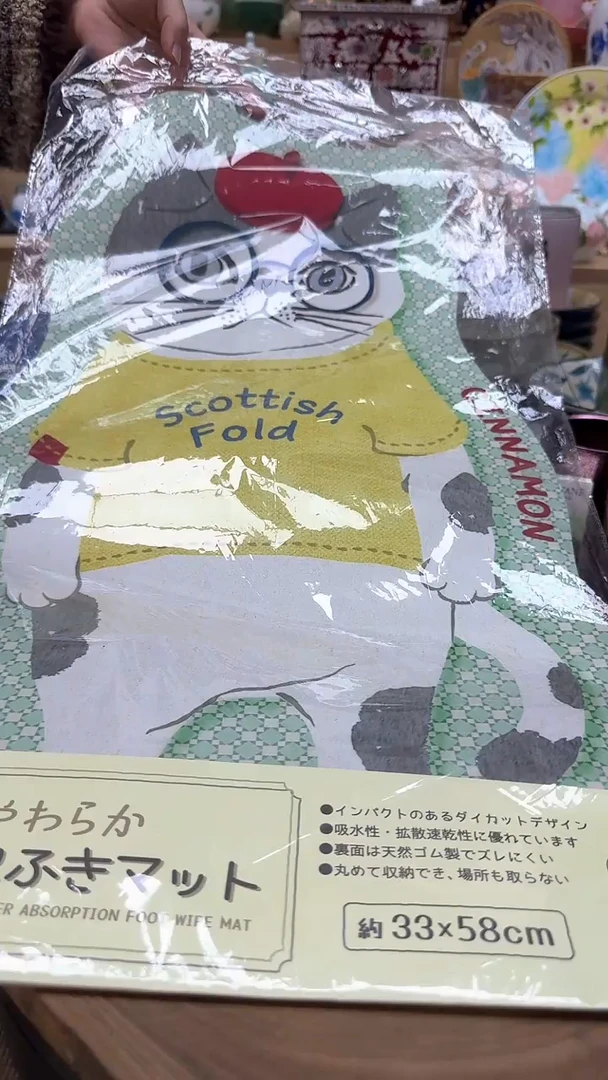 Scottish
Fold
CINNAMON
やわらか
ふきマット
ER ABSORPTION FOOT WIPE MAT
●インパクトのあるダイカットデザイン
●吸水性・拡散速乾性に優れています
●裏面は天然ゴム製でズレにくい
●丸めて収納でき、場所も取らない
約33×58cm